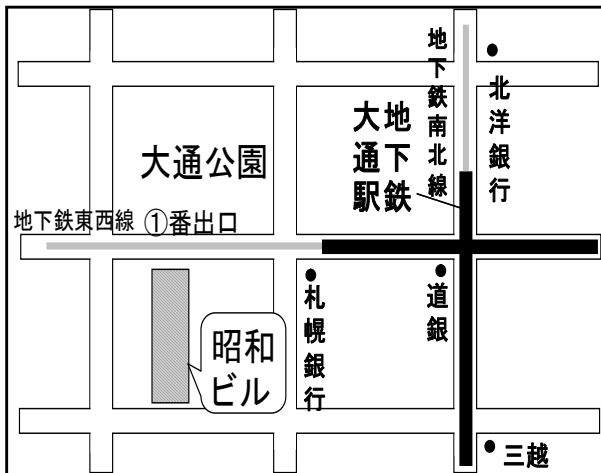 地下鉄南北線
北洋銀行
地下鉄
大通駅
大通公園
地下鉄東西線
①番出口
札幌銀行
道銀
昭和
ビル
三越